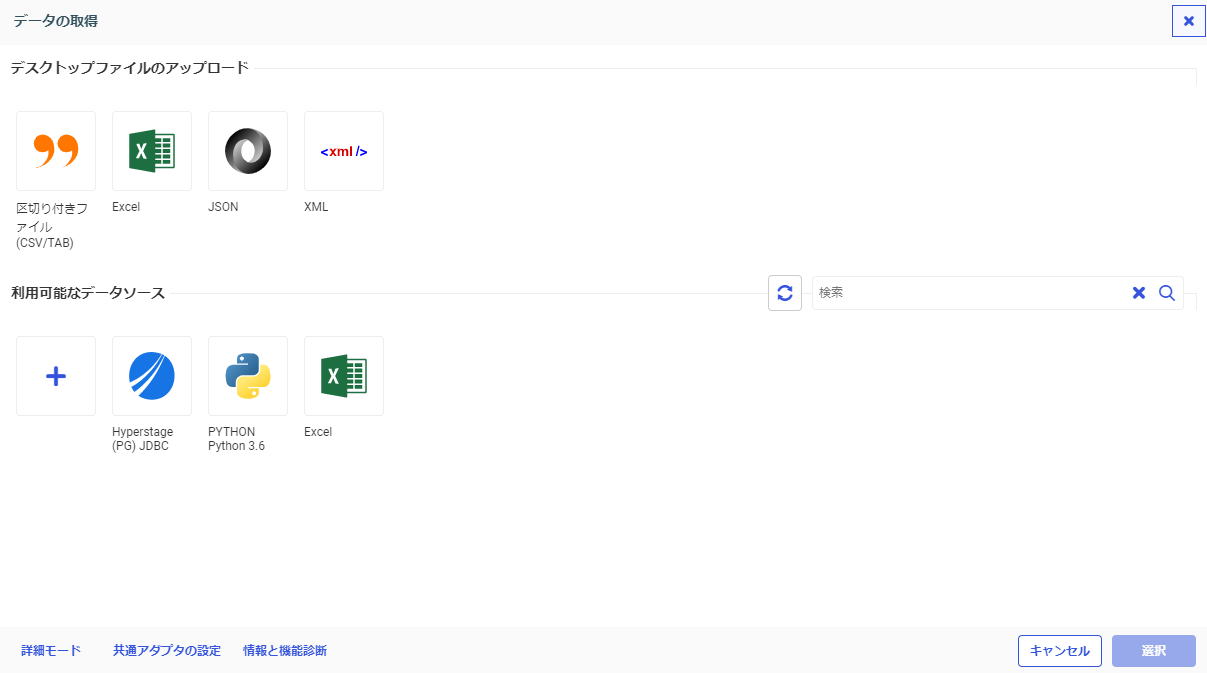 データの取得
デスクトップファイルのアップロード
<xml />
区切り付きフ
ァイル
(CSV/TAB)
Excel
JSON
XML
利用可能なデータソース
検索
Hyperstage
(PG) JDBC
PYTHON
Python 3.6
Excel
詳細モード
共通アダプタの設定
情報と機能診断
キャンセル
選択